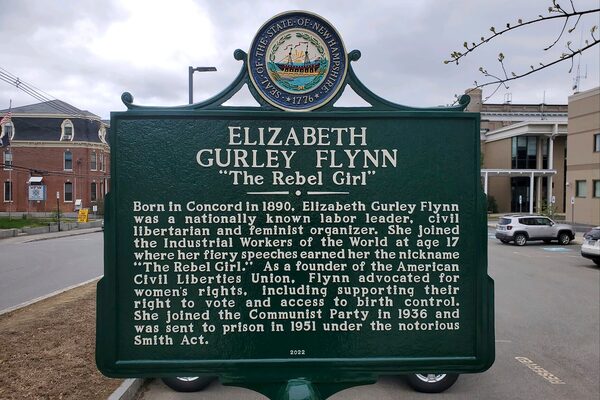 SEAL OF THE STATE OF NEW HAMPSHIRE
1776
ELIZABETH
GURLEY FLYNN
"The Rebel Girl"
Born in Concord in 1890, Elizabeth Gurley Flynn
was a nationally known labor leader, civil
libertarian and feminist organizer. She joined
the Industrial Workers of the World at age 17
where her fiery speeches earned her the nickname
"The Rebel Girl." As a founder of the American
Civil Liberties Union, Flynn advocated for
women's rights, including supporting their
right to vote and access to birth control.
She joined the Communist Party in 1936 and
was sent to prison in 1951 under the notorious
Smith Act.
2022